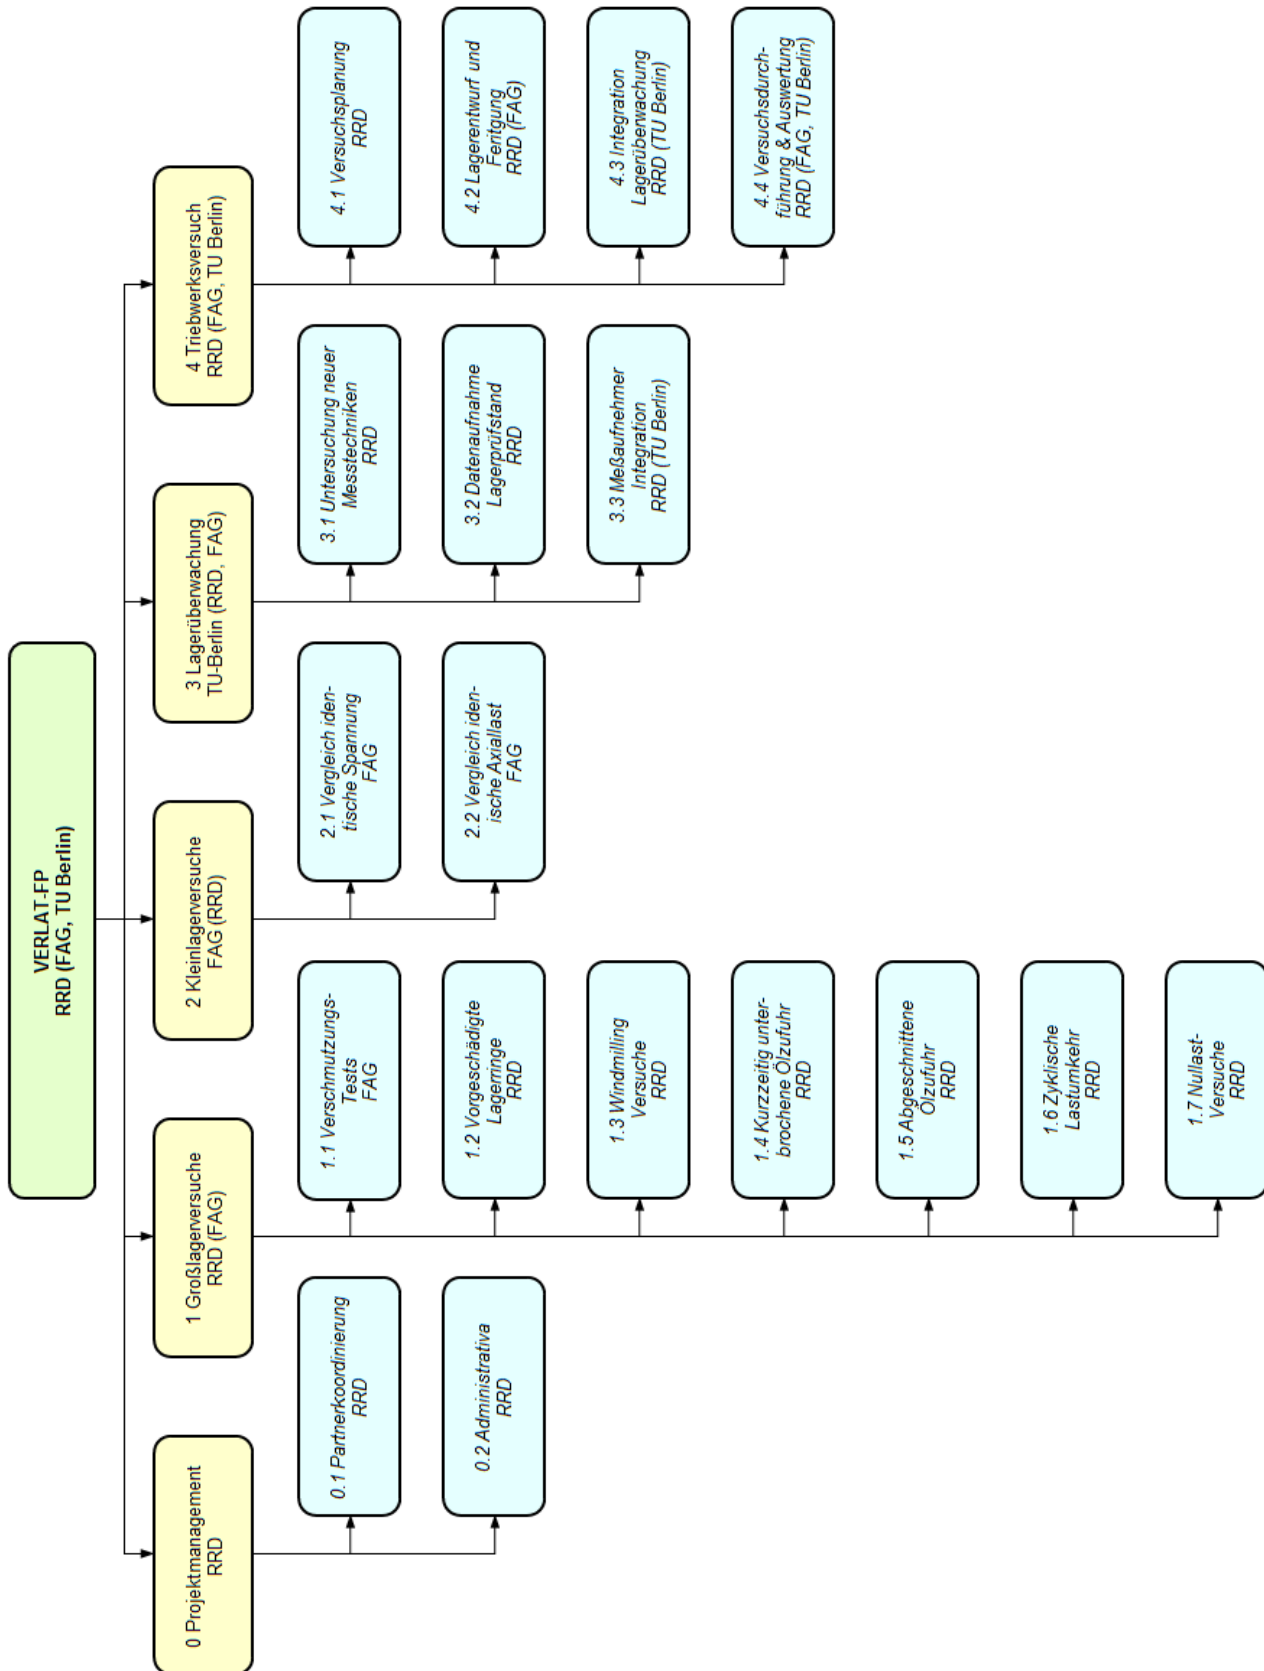 VERLAT-FP
RRD (FAG, TU Berlin)
0 Projektmanagement
RRD
0.1 Partnerkoordinierung
RRD
0.2 Administrativa
RRD
1 Großlagerversuche
RRD (FAG)
1.1 Verschmutzungs-
Tests
FAG
1.2 Vorgeschädigte
Lagerringe
RRD
1.3 Windmilling
Versuche
RRD
1.4 Kurzzeitig unter-
brochene Ölzufuhr
RRD
1.5 Abgeschnittene
Ölzufuhr
RRD
1.6 Zyklische
Lastumkehr
RRD
1.7 Nullast-
Versuche
RRD
2 Kleinlagerversuche
FAG (RRD)
2.1 Vergleich iden-
tische Spannung
FAG
2.2 Vergleich iden-
ische Axiallast
FAG
3 Lagerüberwachung
TU-Berlin (RRD, FAG)
3.1 Untersuchung neuer
Messtechniken
RRD
3.2 Datenaufnahme
Lagerprüfstand
RRD
3.3 Meßaufnehmer
Integration
RRD (TU Berlin)
4 Triebwerksversuch
RRD (FAG, TU Berlin)
4.1 Versuchsplanung
RRD
4.2 Lagerentwurf und
Feritgung
RRD (FAG)
4.3 Integration
Lagerüberwachung
RRD (TU Berlin)
4.4 Versuchsdurch-
führung & Auswertung
RRD (FAG, TU Berlin)